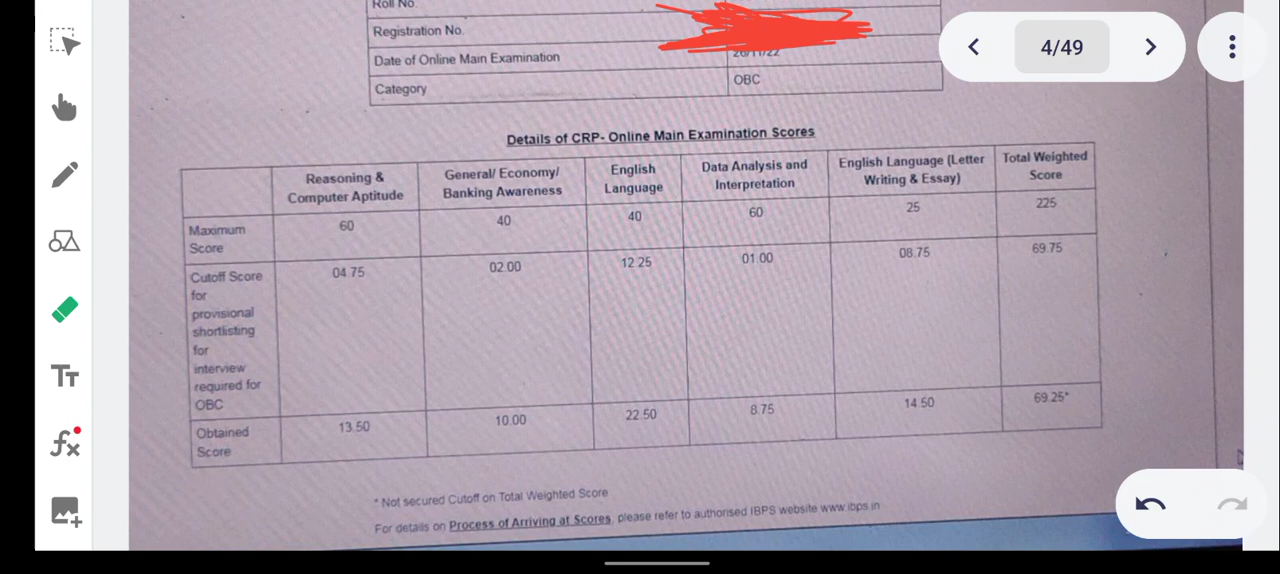 Roll No.
Registration No.
Date of Online Main Examination
Category OBC
4/49
Details of CRP- Online Main Examination Scores
Reasoning & Computer Aptitude General/ Economy/ Banking Awareness English Language Data Analysis and Interpretation English Language (Letter Writing & Essay) Total Weighted Score
Maximum Score 60 40 40 60 25 225
Cutoff Score for provisional shortlisting for interview required for OBC 04.75 02.00 12.25 01.00 08.75 69.75
Obtained Score 13.50 10.00 22.50 8.75 14.50 69.25*
* Not secured Cutoff on Total Weighted Score
For details on Process of Arriving at Scores, please refer to authorised IBPS website www.ibps.in
Tт
fx